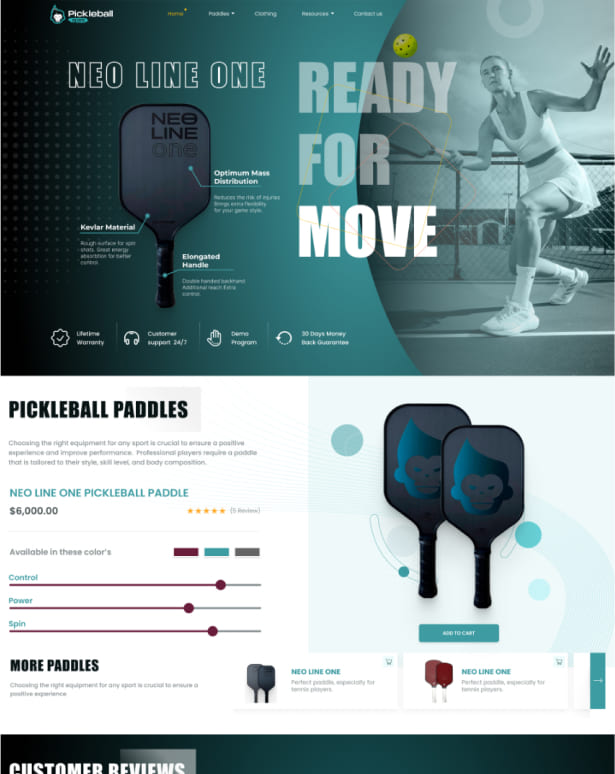 Pickleball
Home
Paddles
Clothing
Resources
Contact us
NEO LINE ONE
READY
FOR
MOVE
NEO
LINE
one
Optimum Mass
Distribution
Reduces the risk of injuries
Brings extra flexibility
for your game style.
Kevlar Material
Rough surface for spin
shots. Great energy
absorbtion for better
control.
Elongated
Handle
Double handed backhand
Additional reach Extra
control.
Lifetime
Warranty
Customer
support 24/7
Demo
Program
30 Days Money
Back Guarantee
PICKLEBALL PADDLES
Choosing the right equipment for any sport is crucial to ensure a positive
experience and improve performance. Professional players require a paddle
that is tailored to their style, skill level, and body composition.
NEO LINE ONE PICKLEBALL PADDLE
$6,000.00
(5 Review)
Available in these color's
Control
Power
Spin
ADD TO CART
MORE PADDLES
Choosing the right equipment for any sport is crucial to ensure a
positive experience
NEO LINE ONE
Perfect paddle, especially for
tennis players
NEO LINE ONE
Perfect paddle, especially for
tennis players
CUSTOMER REVIEWS